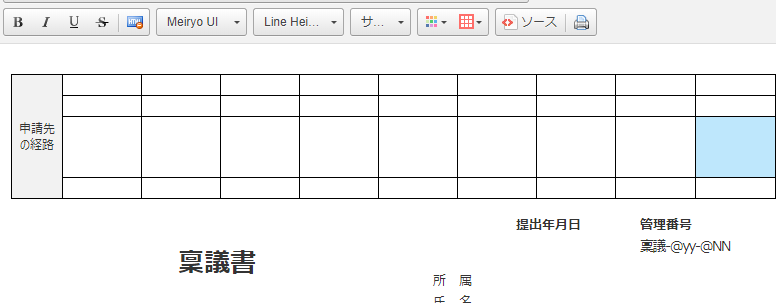 B I U S HTML Meiryo UI Line Hei... サ... ソース
申請先
の経路
提出年月日 管理番号
稟議-@yy-@NN
稟議書
所 属
氏 名